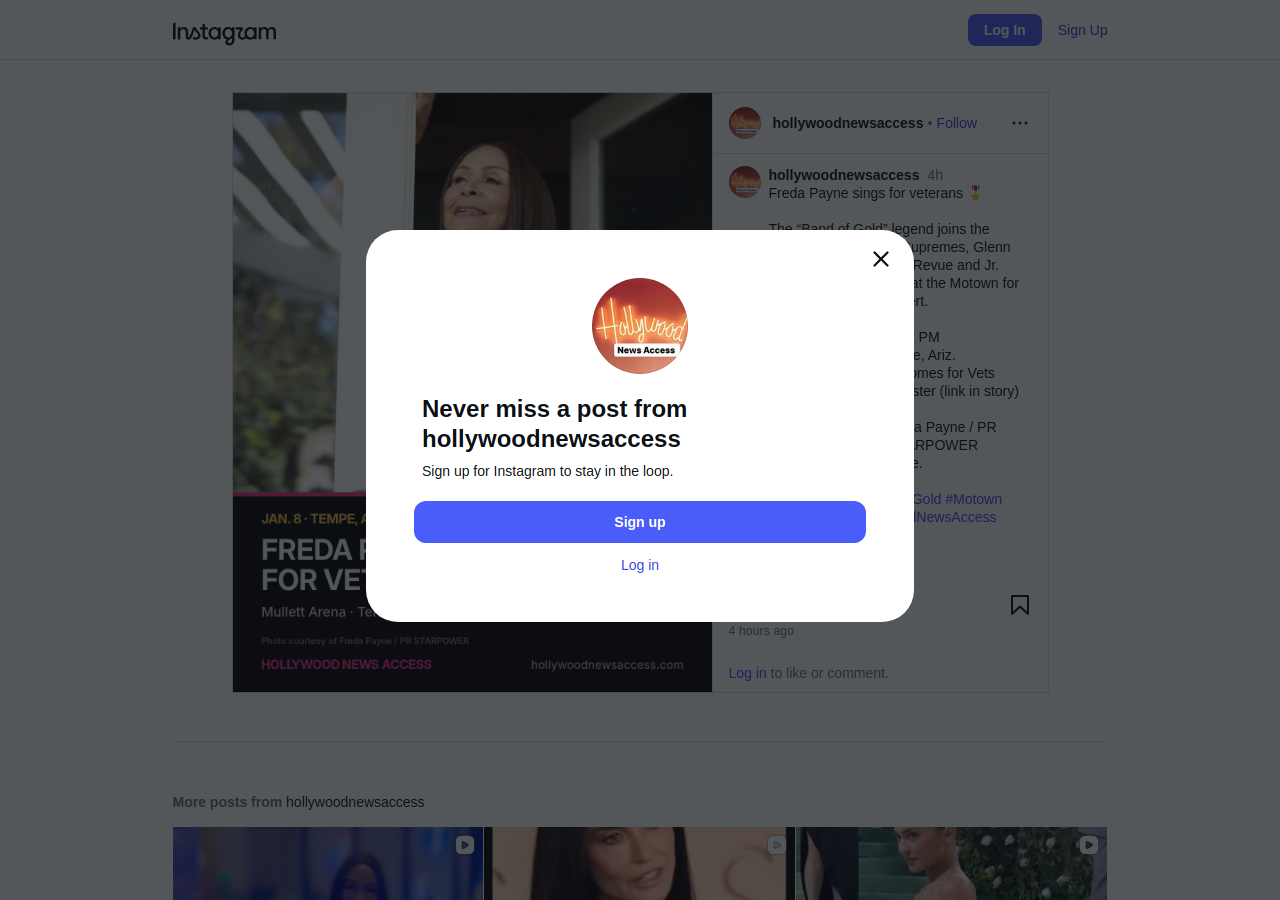 Instagram
Log In
Sign Up
hollywoodnewsaccess • Follow
hollywoodnewsaccess 4h
Freda Payne sings for veterans 🎖️
The “Band of Gold” legend joins the
upremes, Glenn
Revue and Jr.
at the Motown for
ert.
PM
e, Ariz.
omes for Vets
ster (link in story)
a Payne / PR
RPOWER
e.
Gold #Motown
dNewsAccess
Hollywood
News Access
Never miss a post from
hollywoodnewsaccess
Sign up for Instagram to stay in the loop.
Sign up
Log in
JAN. 8 · TEMPE, A
FREDA P
FOR VET
Mullett Arena · Te
Photo courtesy of Freda Payne / PR STARPOWER
HOLLYWOOD NEWS ACCESS
hollywoodnewsaccess.com
4 hours ago
Log in to like or comment.
More posts from hollywoodnewsaccess